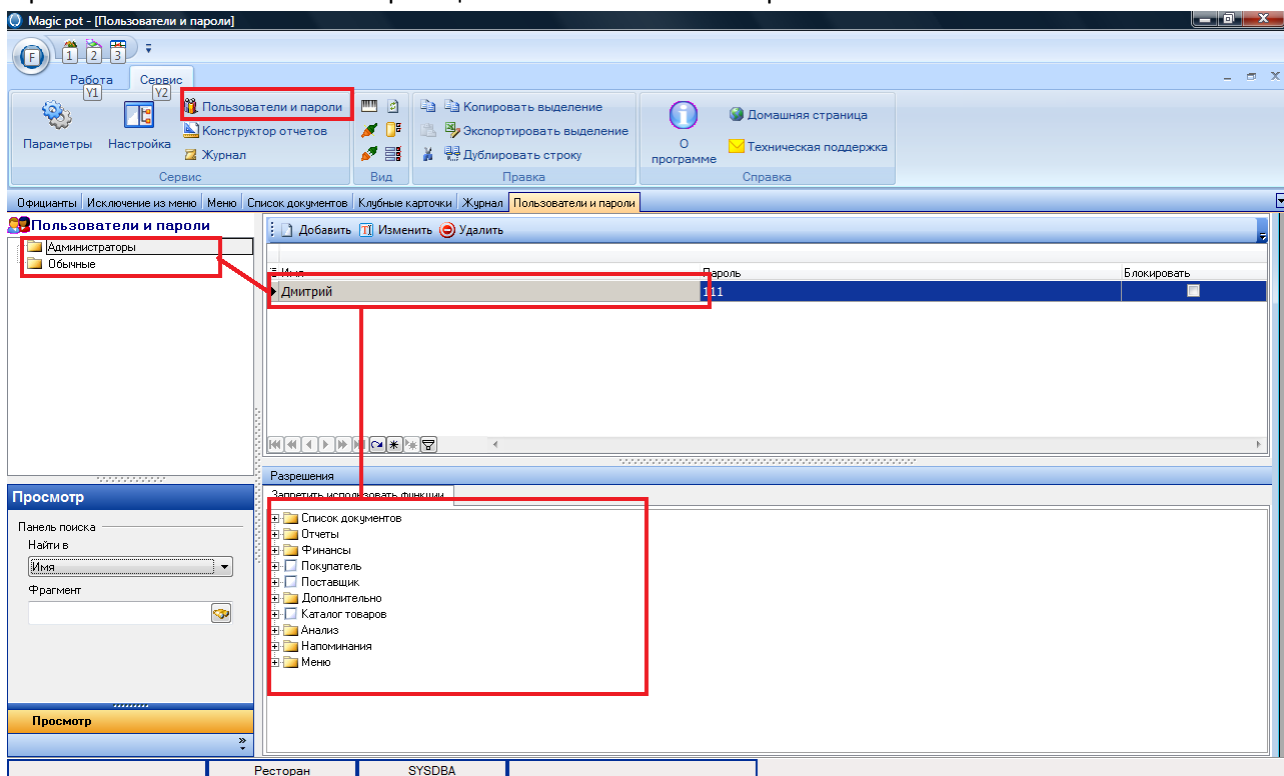 Magic pot - [Пользователи и пароли]
F 1 2 3
Работа Сервис
Y1 Y2
Параметры Настройка
Пользователи и пароли
Конструктор отчетов
Журнал
Копировать выделение
Экспортировать выделение
Дублировать строку
О программе
Домашняя страница
Техническая поддержка
Сервис Вид Правка Справка
Официанты Исключение из меню Меню Список документов Клубные карточки Журнал Пользователи и пароли
Пользователи и пароли
Администраторы
Обычные
Добавить Изменить Удалить
Имя Пароль Блокировать
Дмитрий 111
Разрешения
Запретить использовать функции
Список документов
Отчеты
Финансы
Покупатель
Поставщик
Дополнительно
Каталог товаров
Анализ
Напоминания
Меню
Просмотр
Панель поиска
Найти в
Имя
Фрагмент
Просмотр
Ресторан SYSDBA